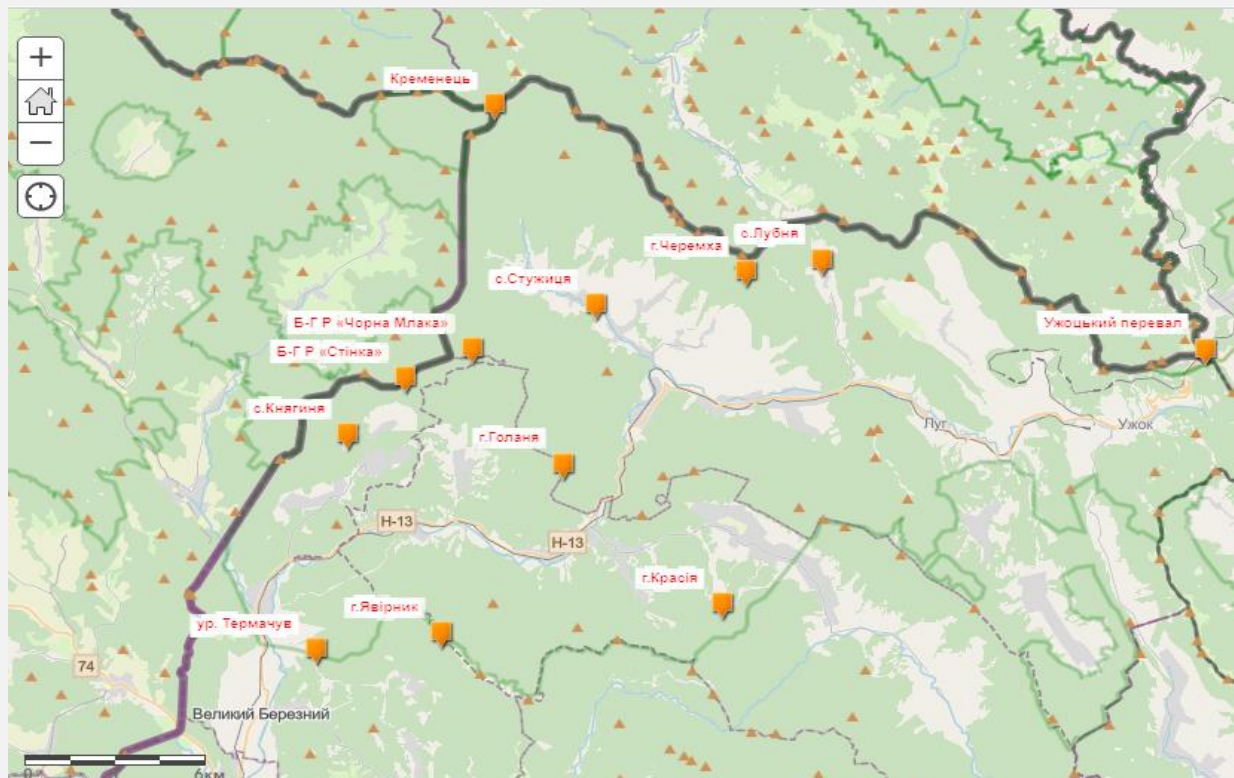 +
−
Кременець
г.Черемха
с.Лубня
с.Стужиця
Б-Г Р «Чорна Млака»
Ужоцький перевал
Б-Г Р «Стінка»
с.Княгиня
г.Голаня
Луг
Ужок
Н-13
Н-13
г.Красія
г.Явірник
ур. Термачув
74
Великий Березний
0
6км